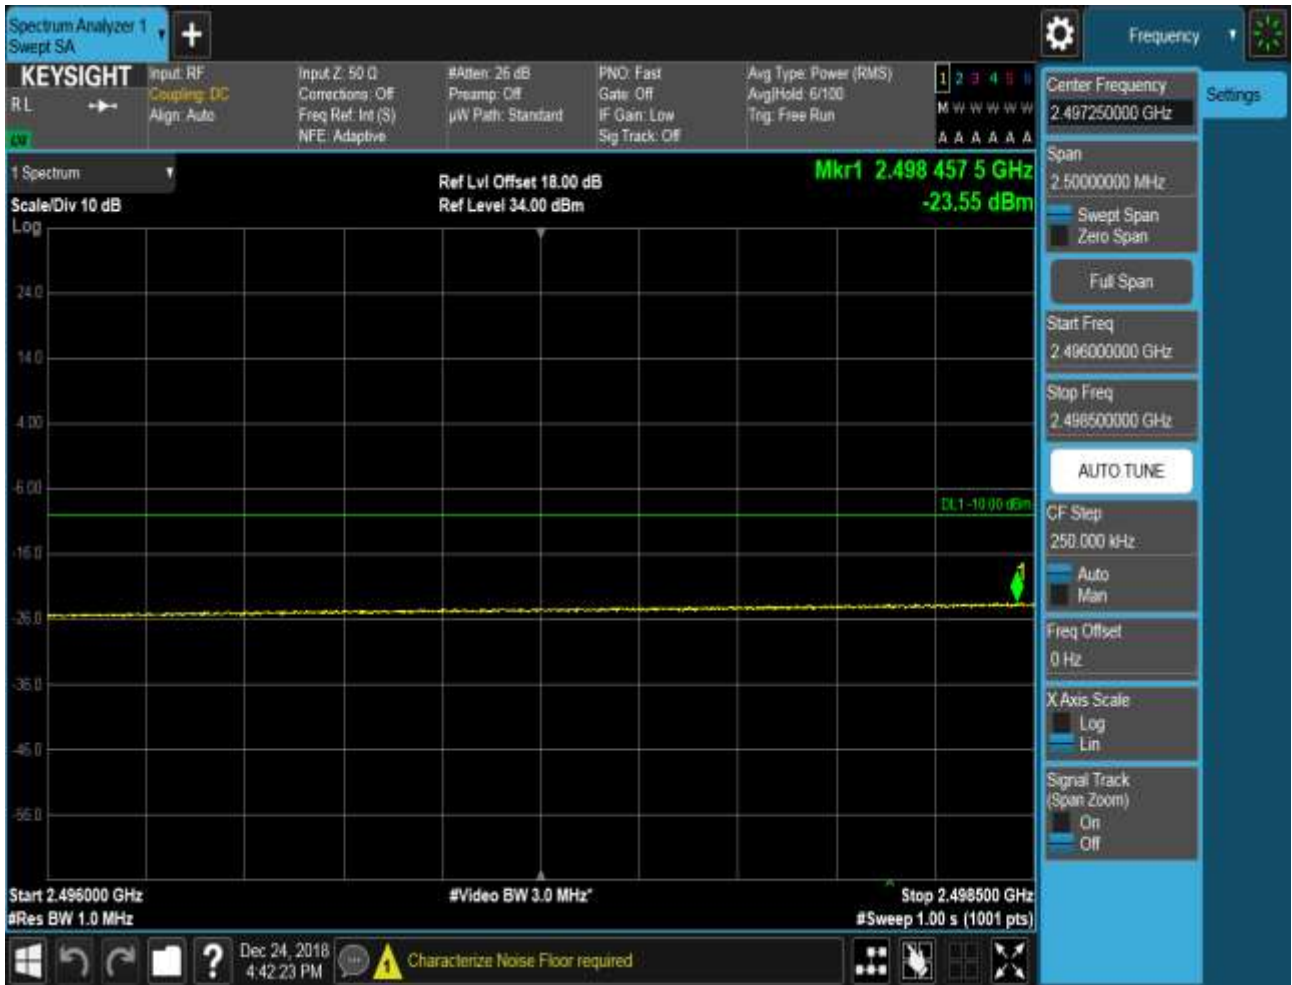 Spectrum Analyzer 1
Swept SA
+
Frequency
KEYSIGHT
RL
Input: RF
Coupling: DC
Align: Auto
Input Z: 50 Ω
Corrections: Off
Freq Ref: Int (S)
NFE: Adaptive
#Atten: 26 dB
Preamp: Off
µW Path: Standard
PNO: Fast
Gate: Off
IF Gain: Low
Sig Track: Off
Avg Type: Power (RMS)
Avg|Hold: 6/100
Trig: Free Run
1 2 3 4 5 6
M W W W W W
A A A A A A
1 Spectrum
Scale/Div 10 dB
Log
Ref Lvl Offset 18.00 dB
Ref Level 34.00 dBm
Mkr1 2.498 457 5 GHz
-23.55 dBm
24.0
14.0
4.00
-6.00
DL1 -10.00 dBm
-16.0
1
-26.0
-36.0
-46.0
-56.0
Start 2.496000 GHz
#Res BW 1.0 MHz
#Video BW 3.0 MHz*
Stop 2.498500 GHz
#Sweep 1.00 s (1001 pts)
Center Frequency
2.497250000 GHz
Settings
Span
2.50000000 MHz
Swept Span
Zero Span
Full Span
Start Freq
2.496000000 GHz
Stop Freq
2.498500000 GHz
AUTO TUNE
CF Step
250.000 kHz
Auto
Man
Freq Offset
0 Hz
X Axis Scale
Log
Lin
Signal Track
(Span Zoom)
On
Off
?
Dec 24, 2018
4:42:23 PM
1
Characterize Noise Floor required